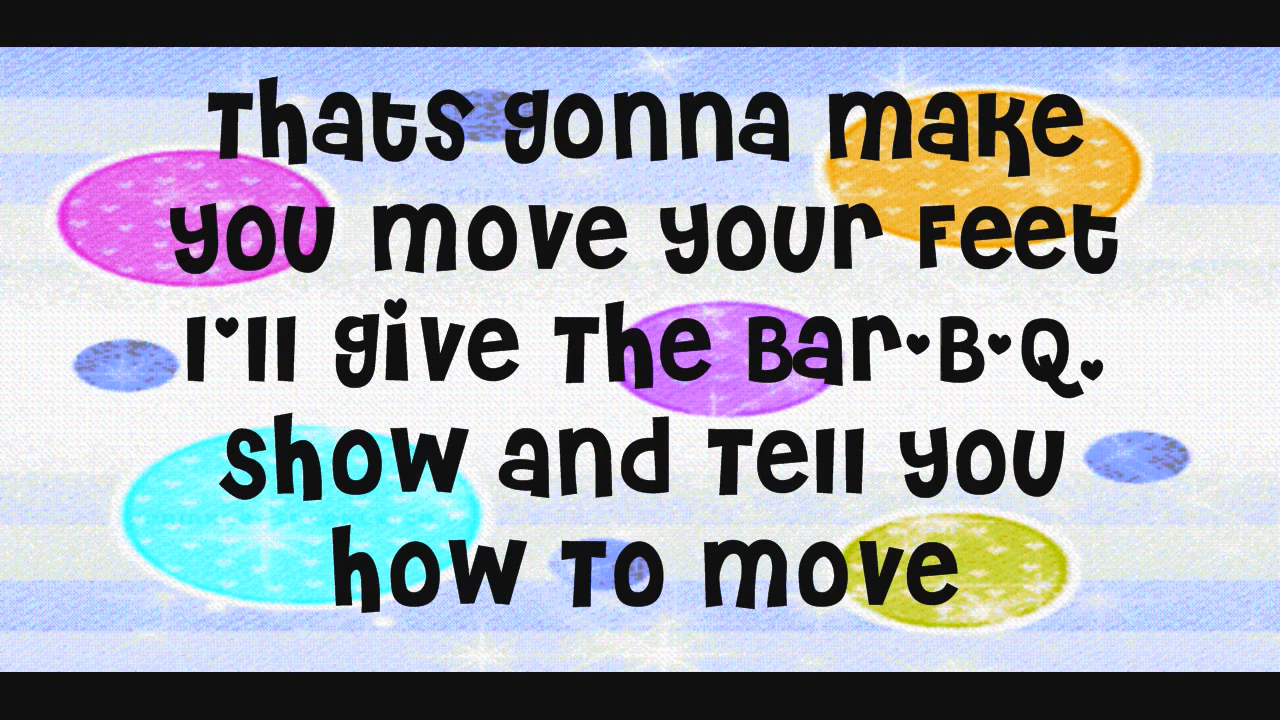 Thats gonna make
you move your feet
I'll give the Bar.B.Q.
show and tell you
how to move